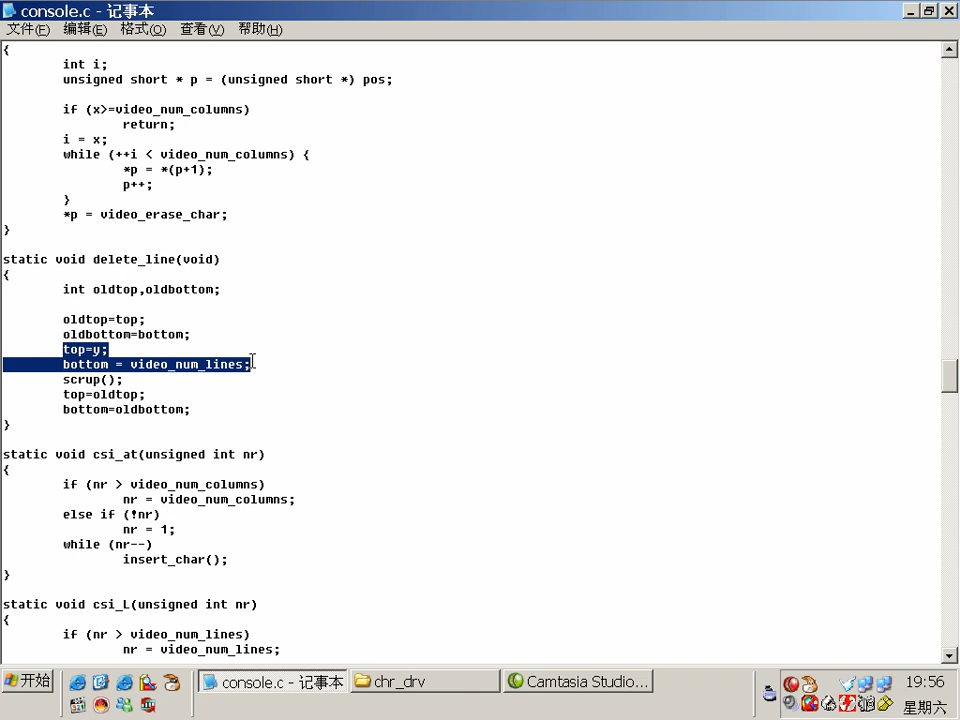 console.c - 记事本
文件(F) 编辑(E) 格式(O) 查看(V) 帮助(H)
{
int i;
unsigned short * p = (unsigned short *) pos;
if (x>=video_num_columns)
return;
i = x;
while (++i < video_num_columns) {
*p = *(p+1);
p++;
}
*p = video_erase_char;
}
static void delete_line(void)
{
int oldtop,oldbottom;
oldtop=top;
oldbottom=bottom;
top=y;
bottom = video_num_lines;
scrup();
top=oldtop;
bottom=oldbottom;
}
static void csi_at(unsigned int nr)
{
if (nr > video_num_columns)
nr = video_num_columns;
else if (!nr)
nr = 1;
while (nr--)
insert_char();
}
static void csi_L(unsigned int nr)
{
if (nr > video_num_lines)
nr = video_num_lines;
开始 console.c - 记事本 chr_drv Camtasia Studio... 19:56
星期六